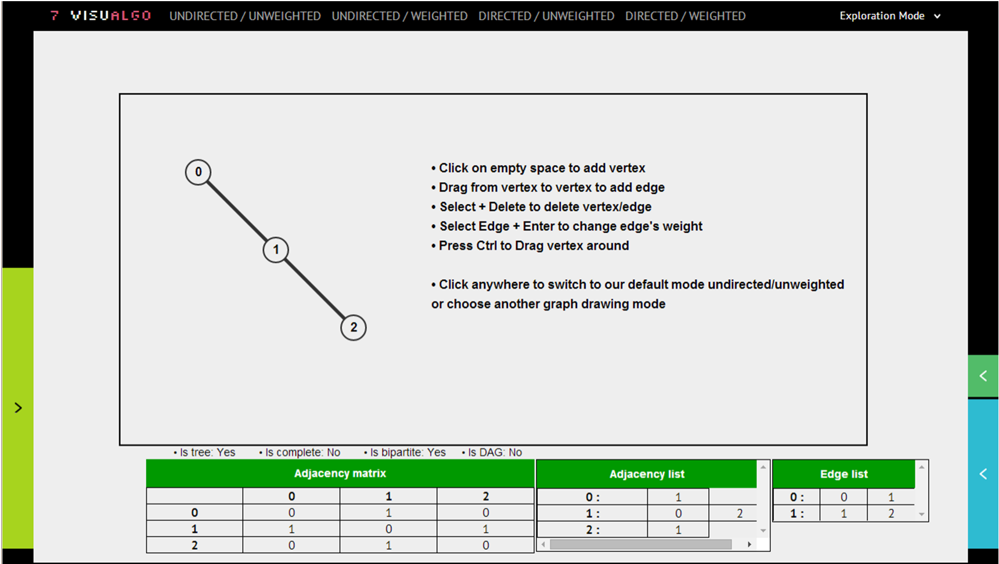 7 VISUALGO UNDIRECTED / UNWEIGHTED UNDIRECTED / WEIGHTED DIRECTED / UNWEIGHTED DIRECTED / WEIGHTED Exploration Mode
0
1
2
• Click on empty space to add vertex
• Drag from vertex to vertex to add edge
• Select + Delete to delete vertex/edge
• Select Edge + Enter to change edge's weight
• Press Ctrl to Drag vertex around
• Click anywhere to switch to our default mode undirected/unweighted
or choose another graph drawing mode
• Is tree: Yes • Is complete: No • Is bipartite: Yes • Is DAG: No
Adjacency matrix
0 1 2
0 0 1 0
1 1 0 1
2 0 1 0
Adjacency list
0 : 1
1 : 0 2
2 : 1
Edge list
0 : 0 1
1 : 1 2